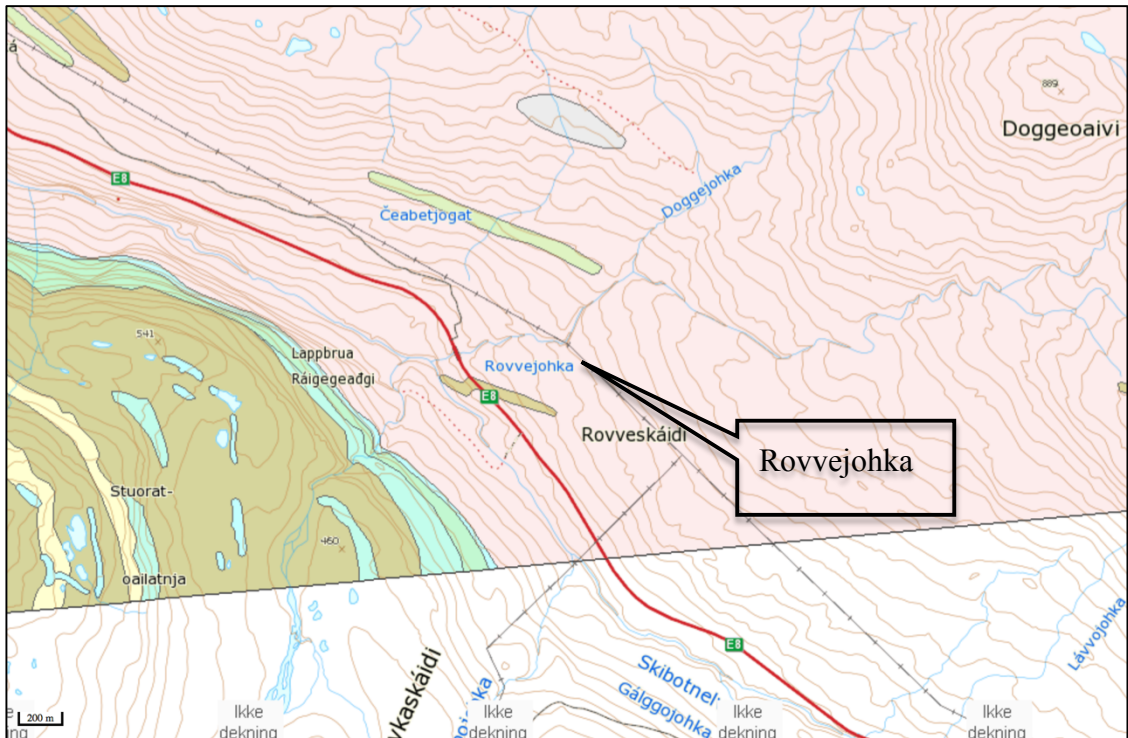 á
889
Doggeoaivi
E8
Doggejohka
Čeabetjogat
541
Lappbrua
Ráigegeađgi
Rovvejohka
E8
Rovveskáidi
Rovvejohka
Stuorat-
460
oailatnja
E8
Lávvojohka
Skibotnel
Gálggojohka
vkaskáidi
200 m
Ikke
dekning
Ikke
dekning
Ikke
dekning
Ikke
dekning